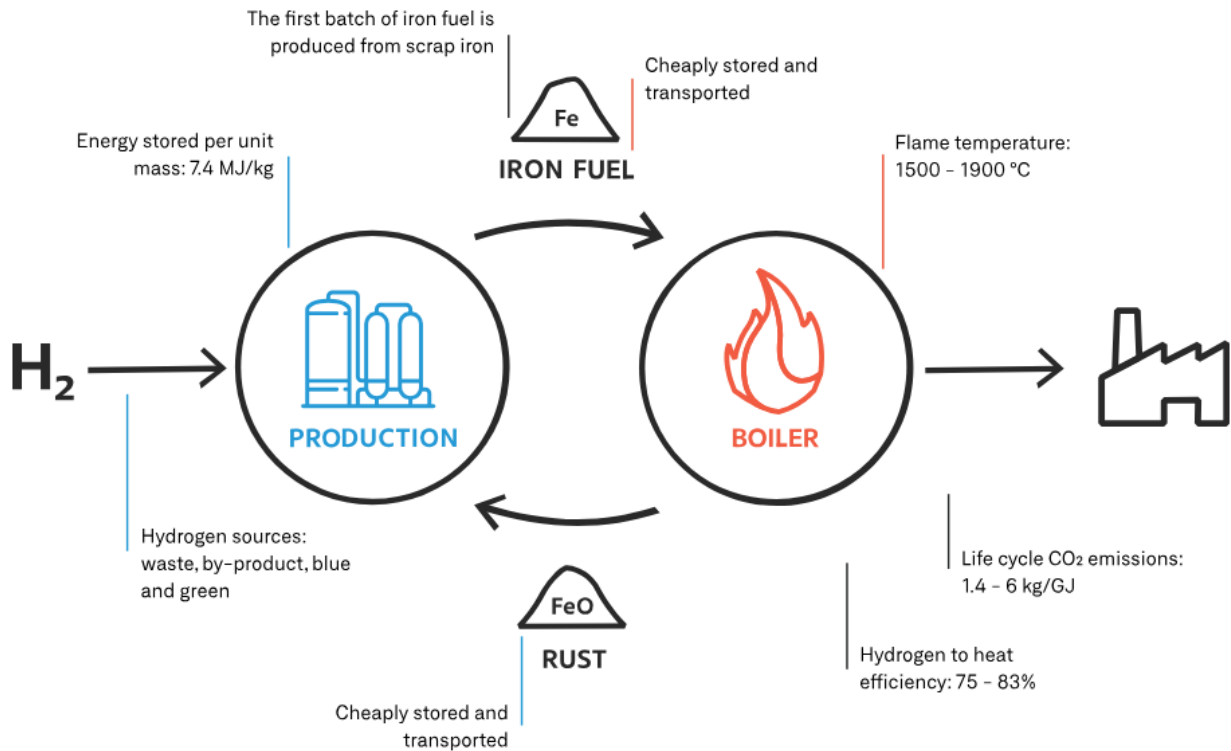 The first batch of iron fuel is
produced from scrap iron
Fe
IRON FUEL
Cheaply stored and
transported
Energy stored per unit
mass: 7.4 MJ/kg
Flame temperature:
1500 - 1900 °C
H₂
PRODUCTION
BOILER
Hydrogen sources:
waste, by-product, blue
and green
FeO
RUST
Cheaply stored and
transported
Life cycle CO₂ emissions:
1.4 - 6 kg/GJ
Hydrogen to heat
efficiency: 75 - 83%